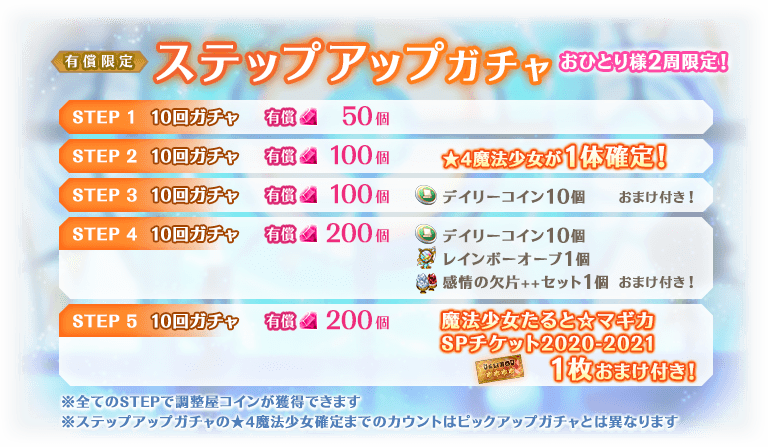 有償限定 ステップアップガチャ おひとり様2周限定!
STEP 1 10回ガチャ 有償 50個
STEP 2 10回ガチャ 有償 100個 ★4魔法少女が1体確定!
STEP 3 10回ガチャ 有償 100個 デイリーコイン10個 おまけ付き!
STEP 4 10回ガチャ 有償 200個 デイリーコイン10個
レインボーオーブ1個
感情の欠片++セット1個 おまけ付き!
STEP 5 10回ガチャ 有償 200個 魔法少女たると☆マギカ
SPチケット2020-2021
1枚おまけ付き!
※全てのSTEPで調整屋コインが獲得できます
※ステップアップガチャの★4魔法少女確定までのカウントはピックアップガチャとは異なります